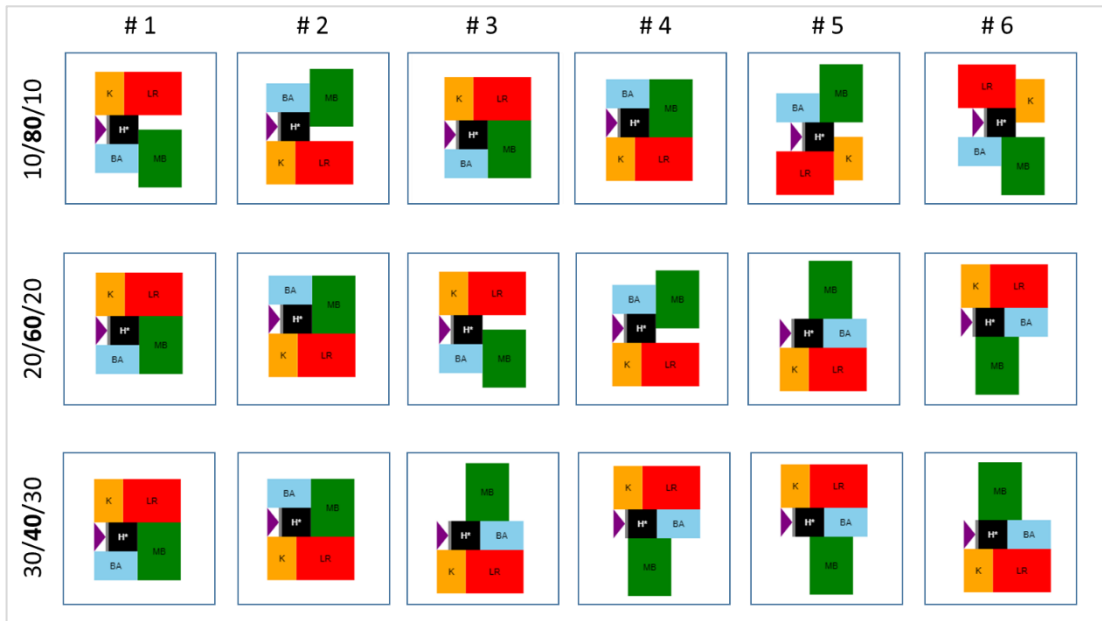 # 1 # 2 # 3 # 4 # 5 # 6
10/80/10
K LR H* BA MB
BA MB H* K LR
K LR H* MB BA
BA MB H* K LR
MB BA H* K LR
LR K H* BA MB
20/60/20
K LR H* MB BA
BA MB H* K LR
K LR H* BA MB
BA MB H* K LR
MB H* BA K LR
K LR H* BA MB
30/40/30
K LR H* MB BA
BA MB H* K LR
MB H* BA K LR
K LR H* BA MB
K LR H* BA MB
MB H* BA K LR